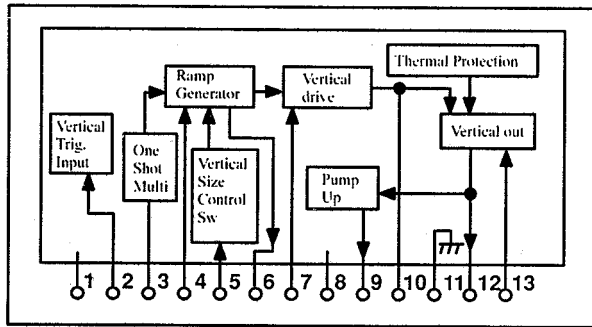 Thermal Protection
Ramp
Generator
Vertical
drive
Vertical
Trig.
Input
One
Shot
Multi
Vertical
Size
Control
Sw
Pump
Up
Vertical out
1 2 3 4 5 6 7 8 9 10 11 12 13